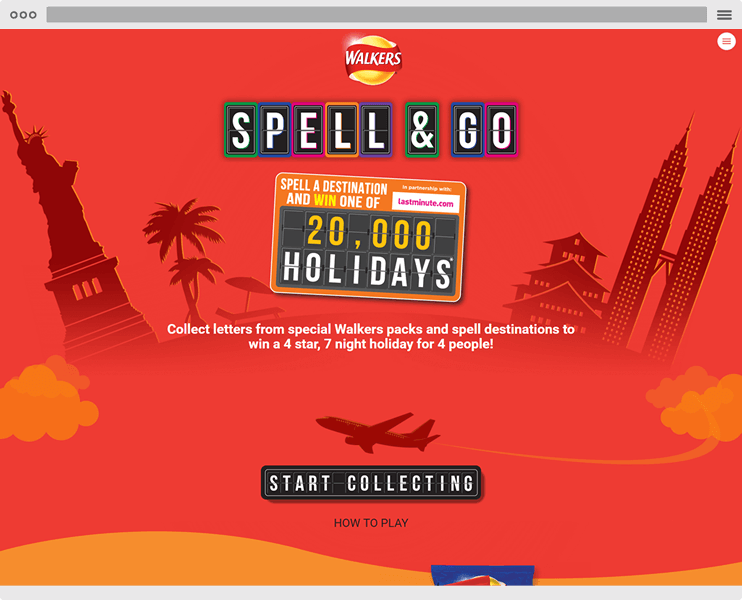 WALKERS
SPELL & GO
SPELL A DESTINATION
AND WIN ONE OF
In partnership with:
lastminute.com
20,000
HOLIDAYS*
Collect letters from special Walkers packs and spell destinations to
win a 4 star, 7 night holiday for 4 people!
START COLLECTING
HOW TO PLAY